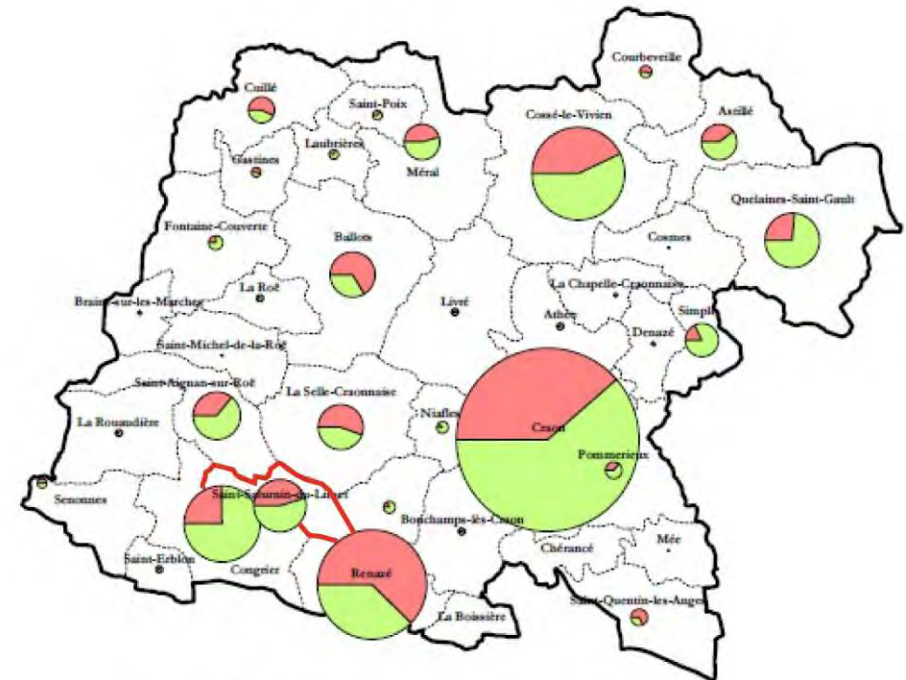 Courbeveille
Cuillé
Saint-Poix
Cossé-le-Vivien
Astillé
Laubrières
Gastines
Méral
Quelaines-Saint-Gault
Fontaine-Couverte
Ballots
Cosmes
La Roë
La Chapelle-Craonnaise
Brains-sur-les-Marches
Livré
Athée
Simplé
Denazé
Saint-Michel-de-la-Roë
Saint-Aignan-sur-Roë
La Selle-Craonnaise
Niafles
La Rouaudière
Craon
Pommerieux
Senonnes
Saint-Saturnin-du-Limet
Bouchamps-lès-Craon
Chérancé
Mée
Saint-Erblon
Congrier
Renazé
Saint-Quentin-les-Anges
La Boissière